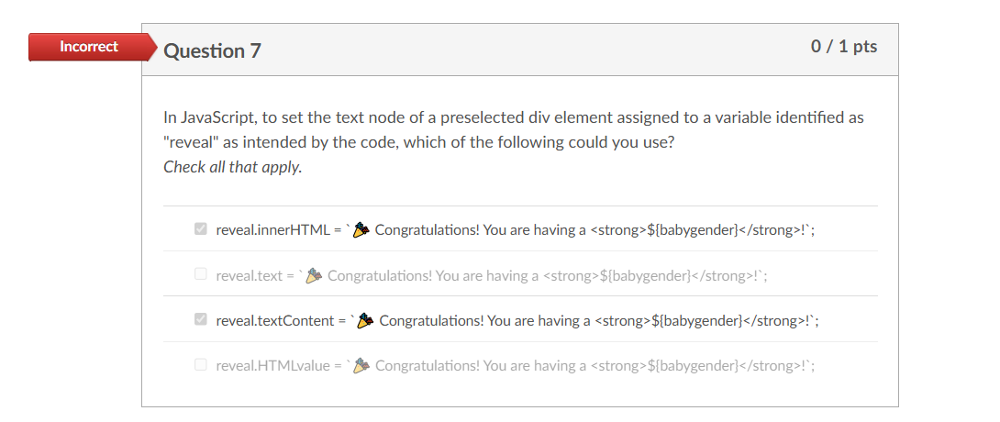 Incorrect
Question 7
0 / 1 pts
In JavaScript, to set the text node of a preselected div element assigned to a variable identified as
"reveal" as intended by the code, which of the following could you use?
Check all that apply.
reveal.innerHTML = `🎉 Congratulations! You are having a <strong>${babygender}</strong>!`;
reveal.text = `🎉 Congratulations! You are having a <strong>${babygender}</strong>!`;
reveal.textContent = `🎉 Congratulations! You are having a <strong>${babygender}</strong>!`;
reveal.HTMLvalue = `🎉 Congratulations! You are having a <strong>${babygender}</strong>!`;